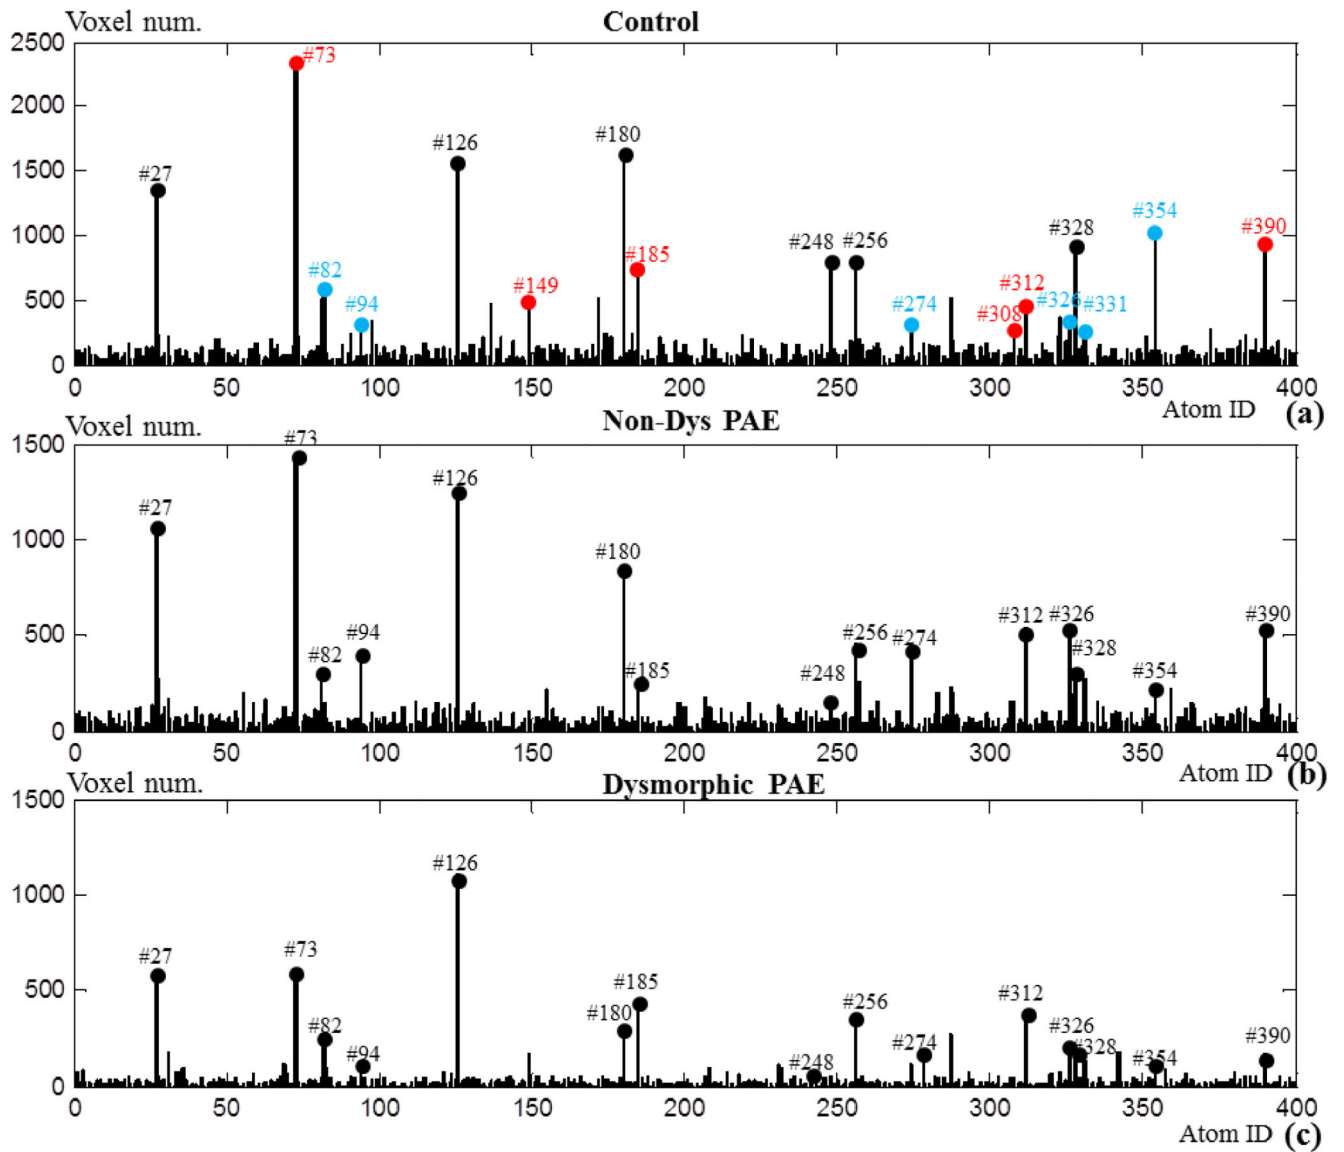 Voxel num. Control
2500
#73
2000
#126 #180
1500 #27
#354
1000 #248 #256 #328 #390
#82 #185
500 #94 #149 #274 #308 #312 #326 #331
0
0 50 100 150 200 250 300 350 400
Atom ID (a)
Voxel num. Non-Dys PAE
1500 #73
#126
#27
1000
#180
500 #94 #256 #274 #312 #326 #390
#82 #185 #248 #328 #354
0
0 50 100 150 200 250 300 350 400
Atom ID (b)
Voxel num. Dysmorphic PAE
1500
#126
1000
#27 #73
500 #185 #312
#82 #180 #256 #326 #390
#94 #248 #274 #328 #354
0
0 50 100 150 200 250 300 350 400
Atom ID (c)